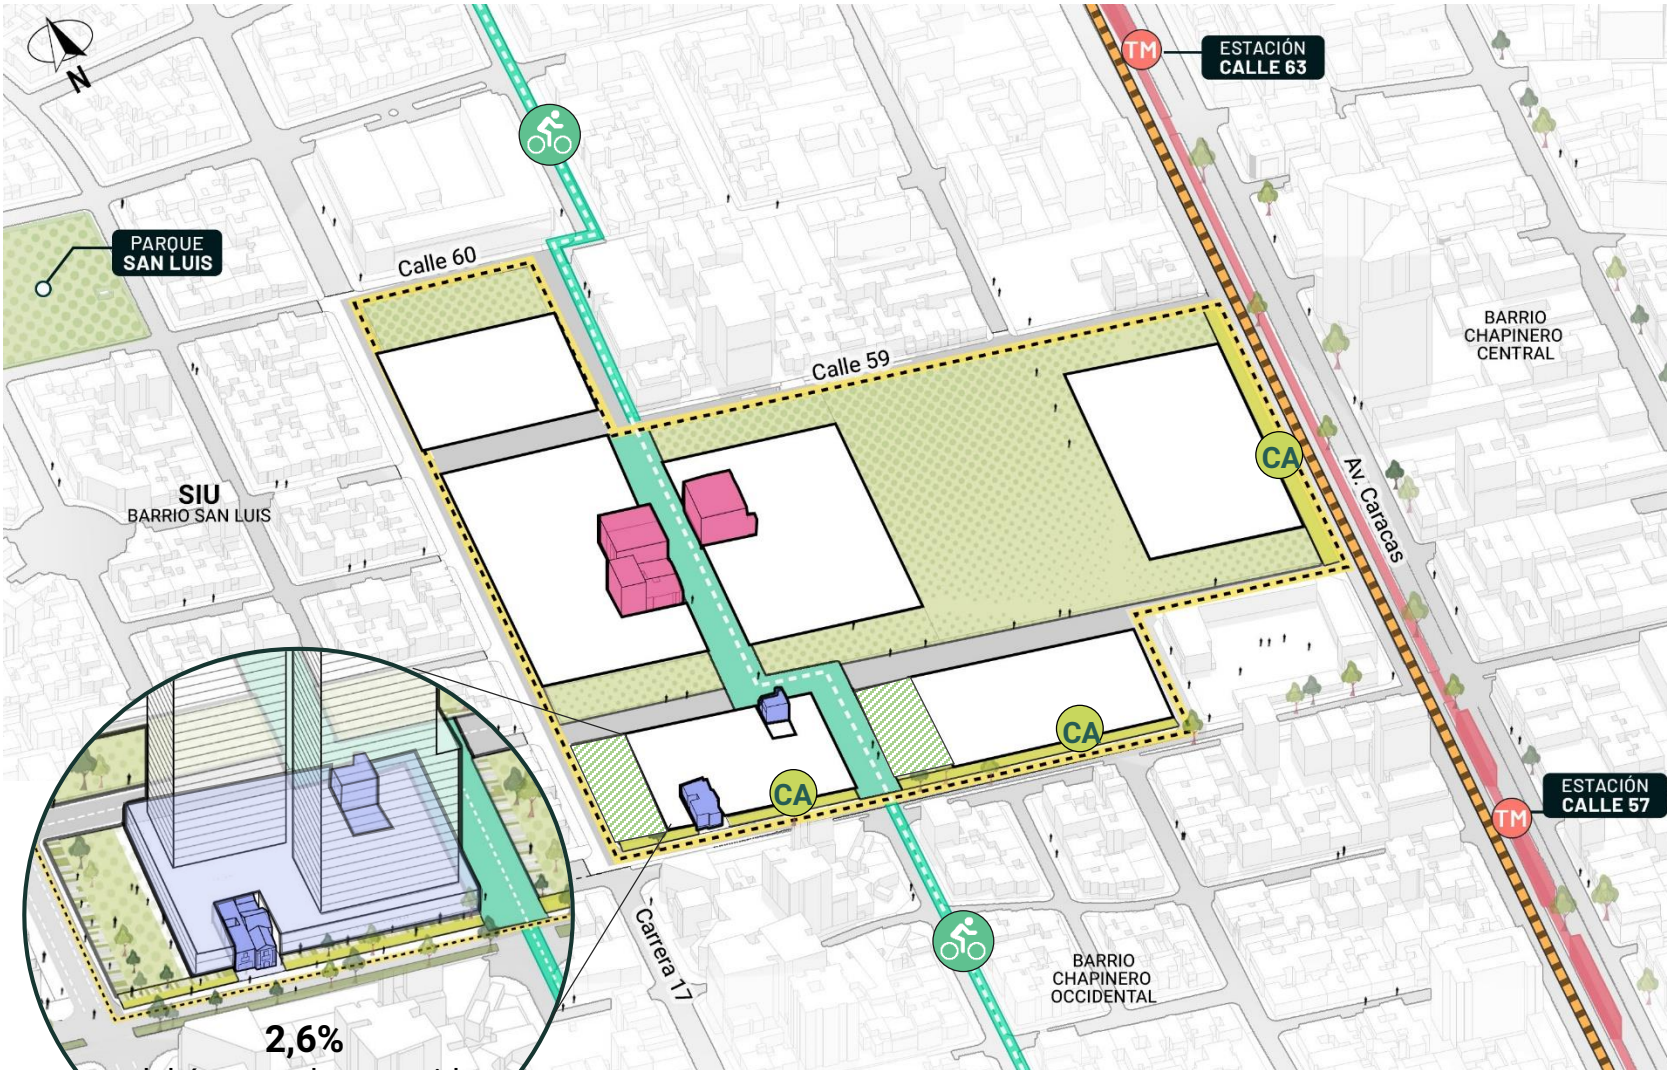 N
TM
ESTACIÓN
CALLE 63
PARQUE
SAN LUIS
Calle 60
Calle 59
BARRIO
CHAPINERO
CENTRAL
CA
Av. Caracas
SIU
BARRIO SAN LUIS
CA
CA
ESTACIÓN
CALLE 57
TM
Carrera 17
BARRIO
CHAPINERO
OCCIDENTAL
2,6%